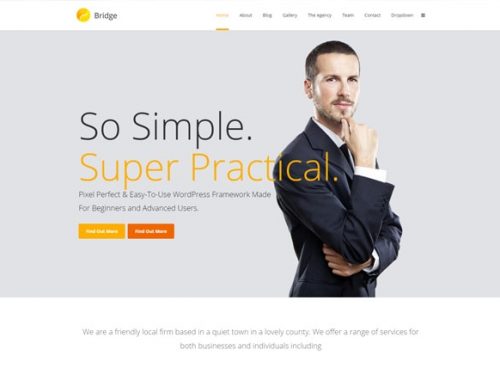 Bridge
Home About Blog Gallery The Agency Team Contact Dropdown
So Simple.
Super Practical.
Pixel Perfect & Easy-To-Use WordPress Framework Made
For Beginners and Advanced Users.
Find Out More Find Out More
We are a friendly local firm based in a quiet town in a lovely county. We offer a range of services for
both businesses and individuals including